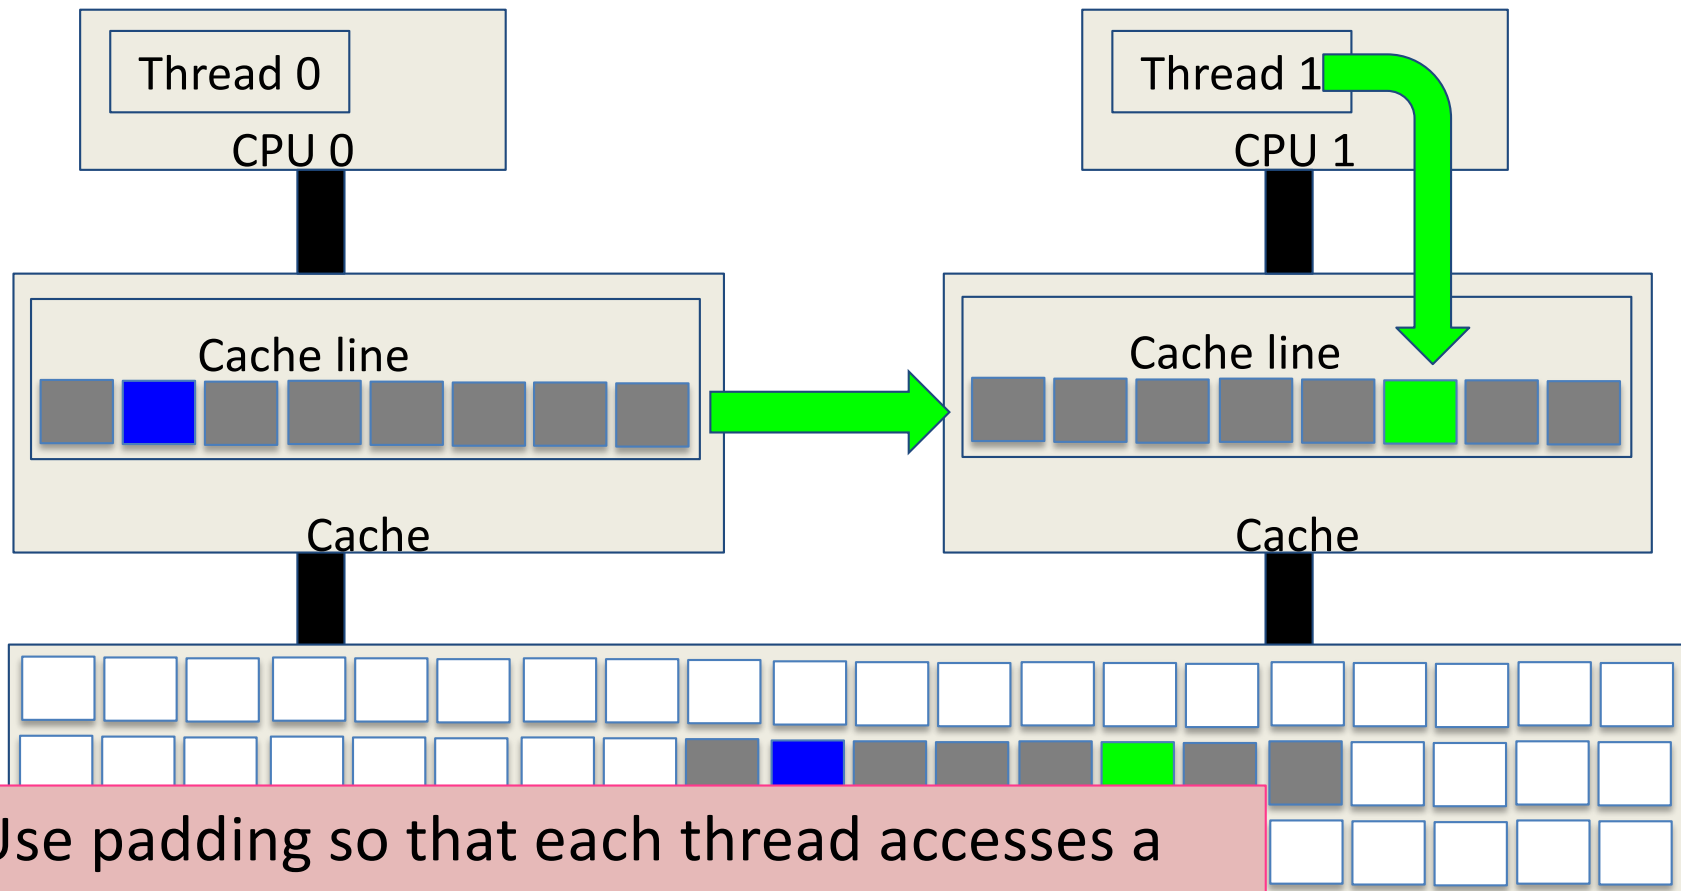 Thread 0
CPU 0
Thread 1
CPU 1
Cache line
Cache
Cache line
Cache
Use padding so that each thread accesses a